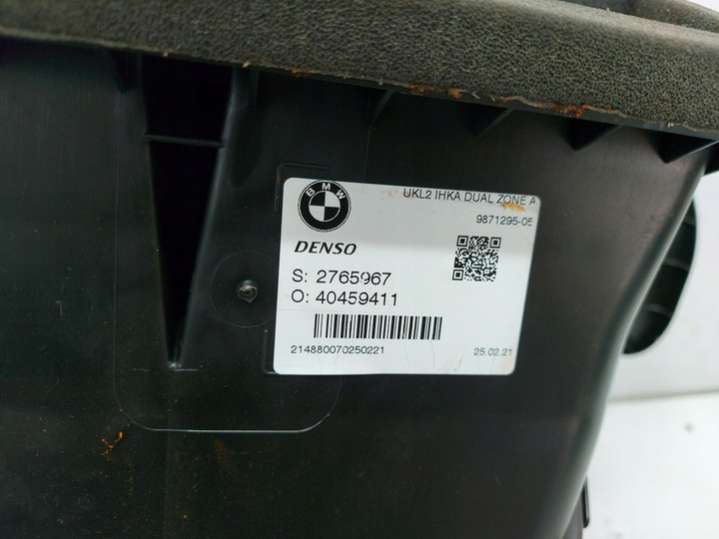 BMW
UKL2 IHKA DUAL ZONE A
9871295-05
DENSO
S: 2765967
O: 40459411
214880070250221
25.02.21